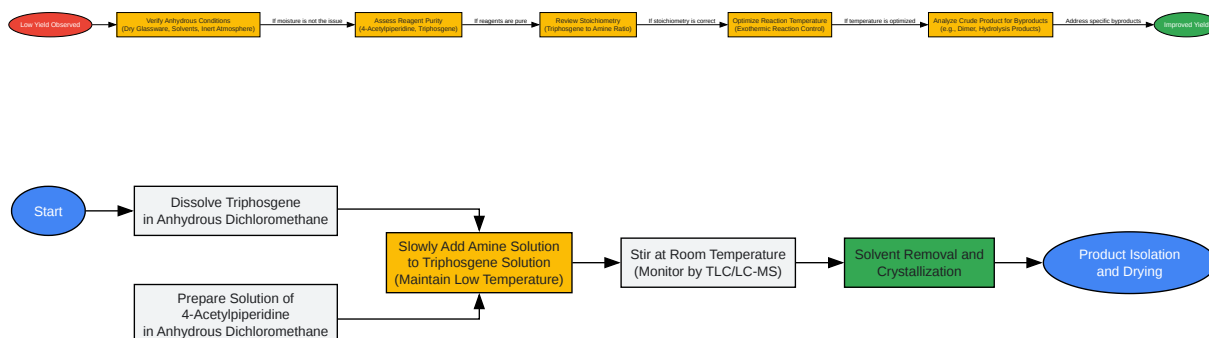 Low Yield Observed
Verify Anhydrous Conditions
(Dry Glassware, Solvents, Inert Atmosphere)
If moisture is not the issue
Assess Reagent Purity
(4-Acetylpiperidine, Triphosgene)
If reagents are pure
Review Stoichiometry
(Triphosgene to Amine Ratio)
If stoichiometry is correct
Optimize Reaction Temperature
(Exothermic Reaction Control)
If temperature is optimized
Analyze Crude Product for Byproducts
(e.g., Dimer, Hydrolysis Products)
Address specific byproducts
Improved Yield
Start
Dissolve Triphosgene
in Anhydrous Dichloromethane
Prepare Solution of
4-Acetylpiperidine
in Anhydrous Dichloromethane
Slowly Add Amine Solution
to Triphosgene Solution
(Maintain Low Temperature)
Stir at Room Temperature
(Monitor by TLC/LC-MS)
Solvent Removal and
Crystallization
Product Isolation
and Drying